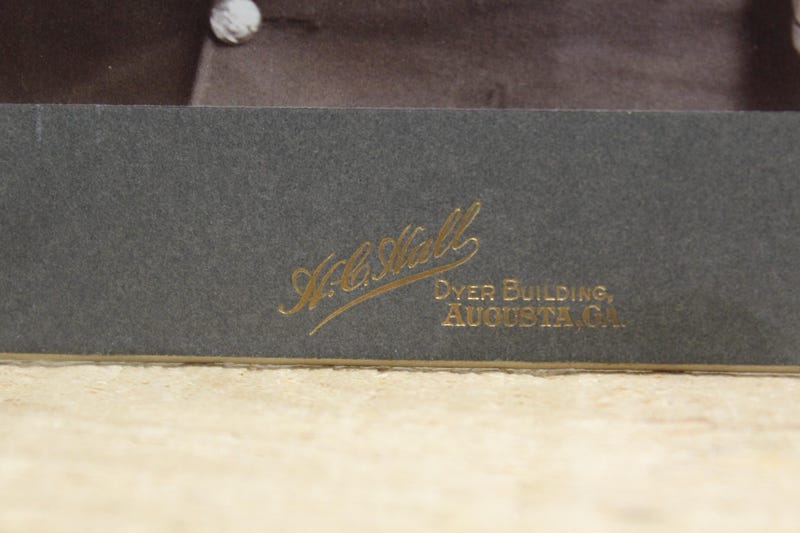 N. C. Hall
Dyer Building,
Augusta, Ga.